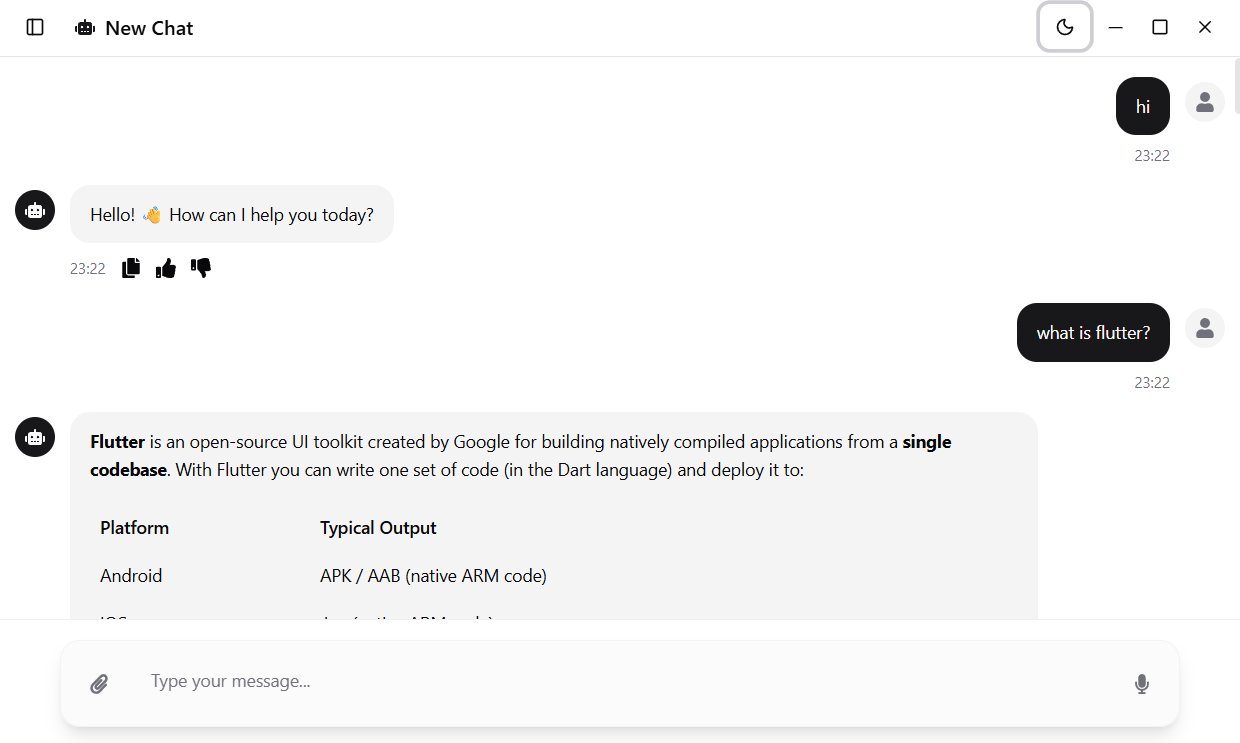 New Chat
hi
23:22
Hello! 👋 How can I help you today?
23:22
what is flutter?
23:22
Flutter is an open-source UI toolkit created by Google for building natively compiled applications from a single
codebase. With Flutter you can write one set of code (in the Dart language) and deploy it to:
Platform Typical Output
Android APK / AAB (native ARM code)
Type your message...